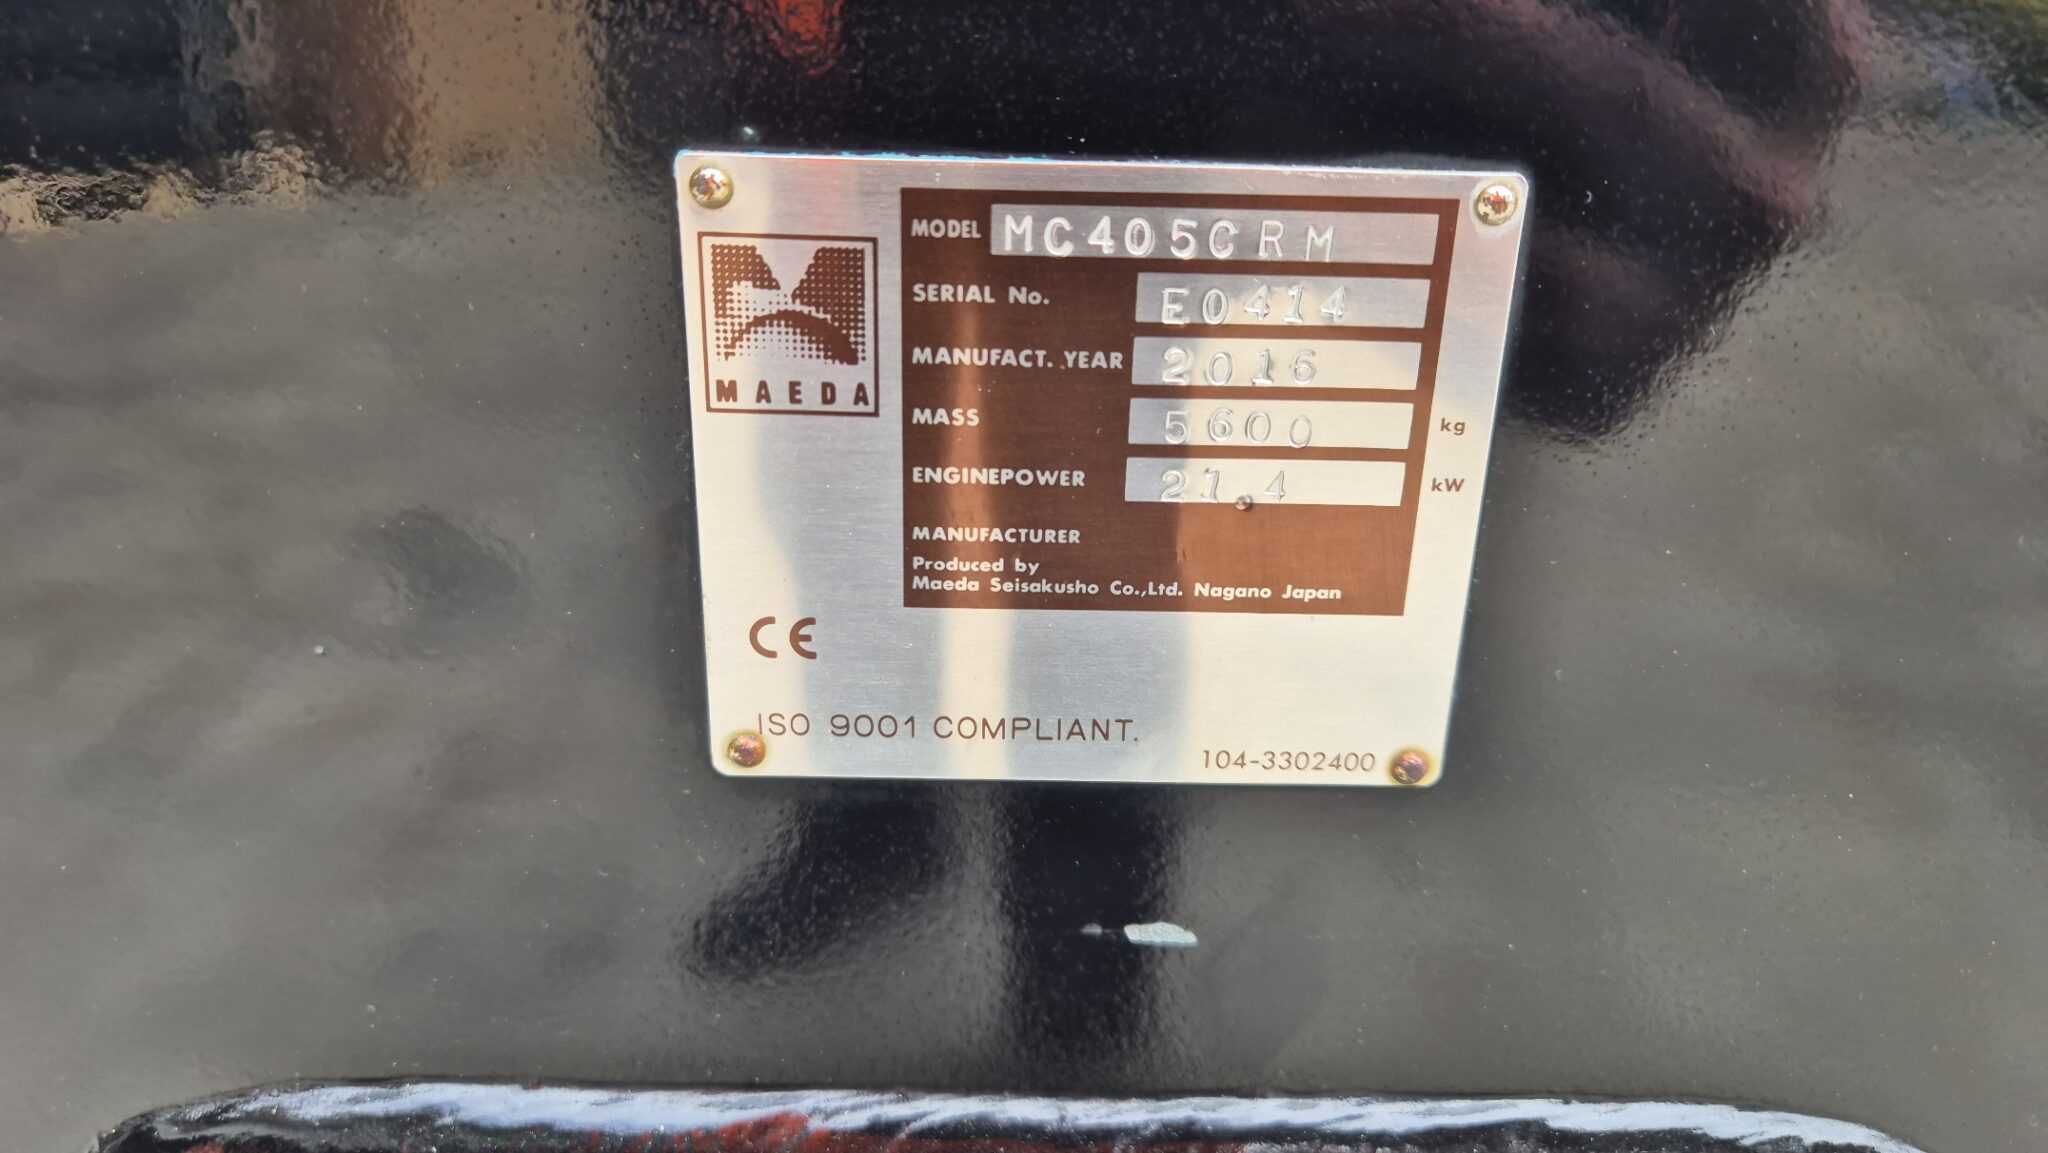 MAEDA
MODEL MC405CRM
SERIAL No. E0414
MANUFACT. YEAR 2016
MASS 5600 kg
ENGINEPOWER 21.4 kW
MANUFACTURER
Produced by
Maeda Seisakusho Co.,Ltd. Nagano Japan
CE
ISO 9001 COMPLIANT.
104-3302400